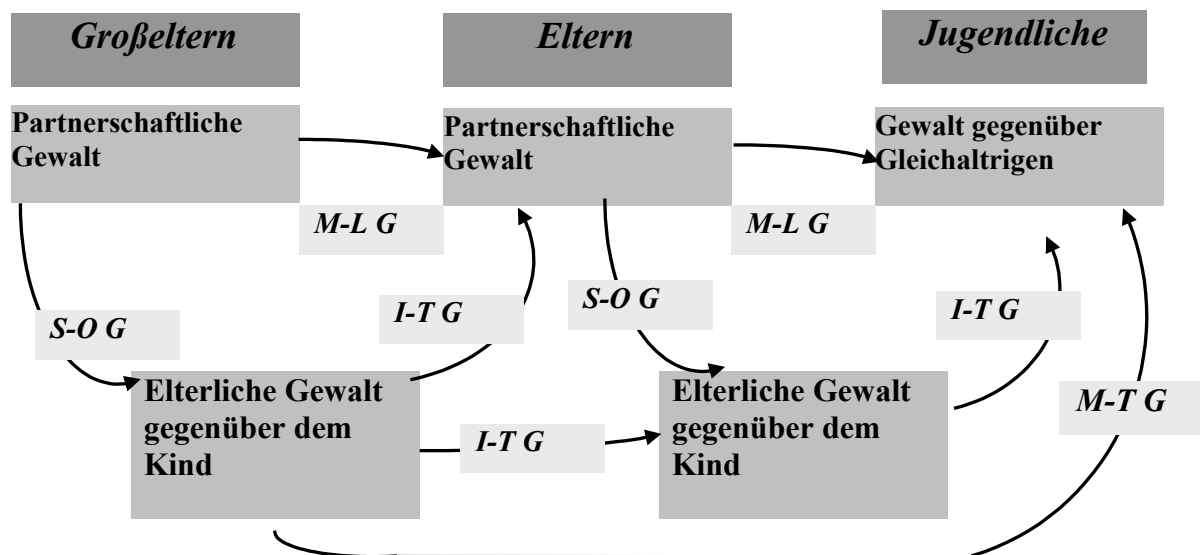 Großeltern
Eltern
Jugendliche
Partnerschaftliche
Gewalt
Partnerschaftliche
Gewalt
Gewalt gegenüber
Gleichaltrigen
M-L G
M-L G
S-O G
I-T G
S-O G
I-T G
Elterliche Gewalt
gegenüber dem
Kind
I-T G
Elterliche Gewalt
gegenüber dem
Kind
M-T G